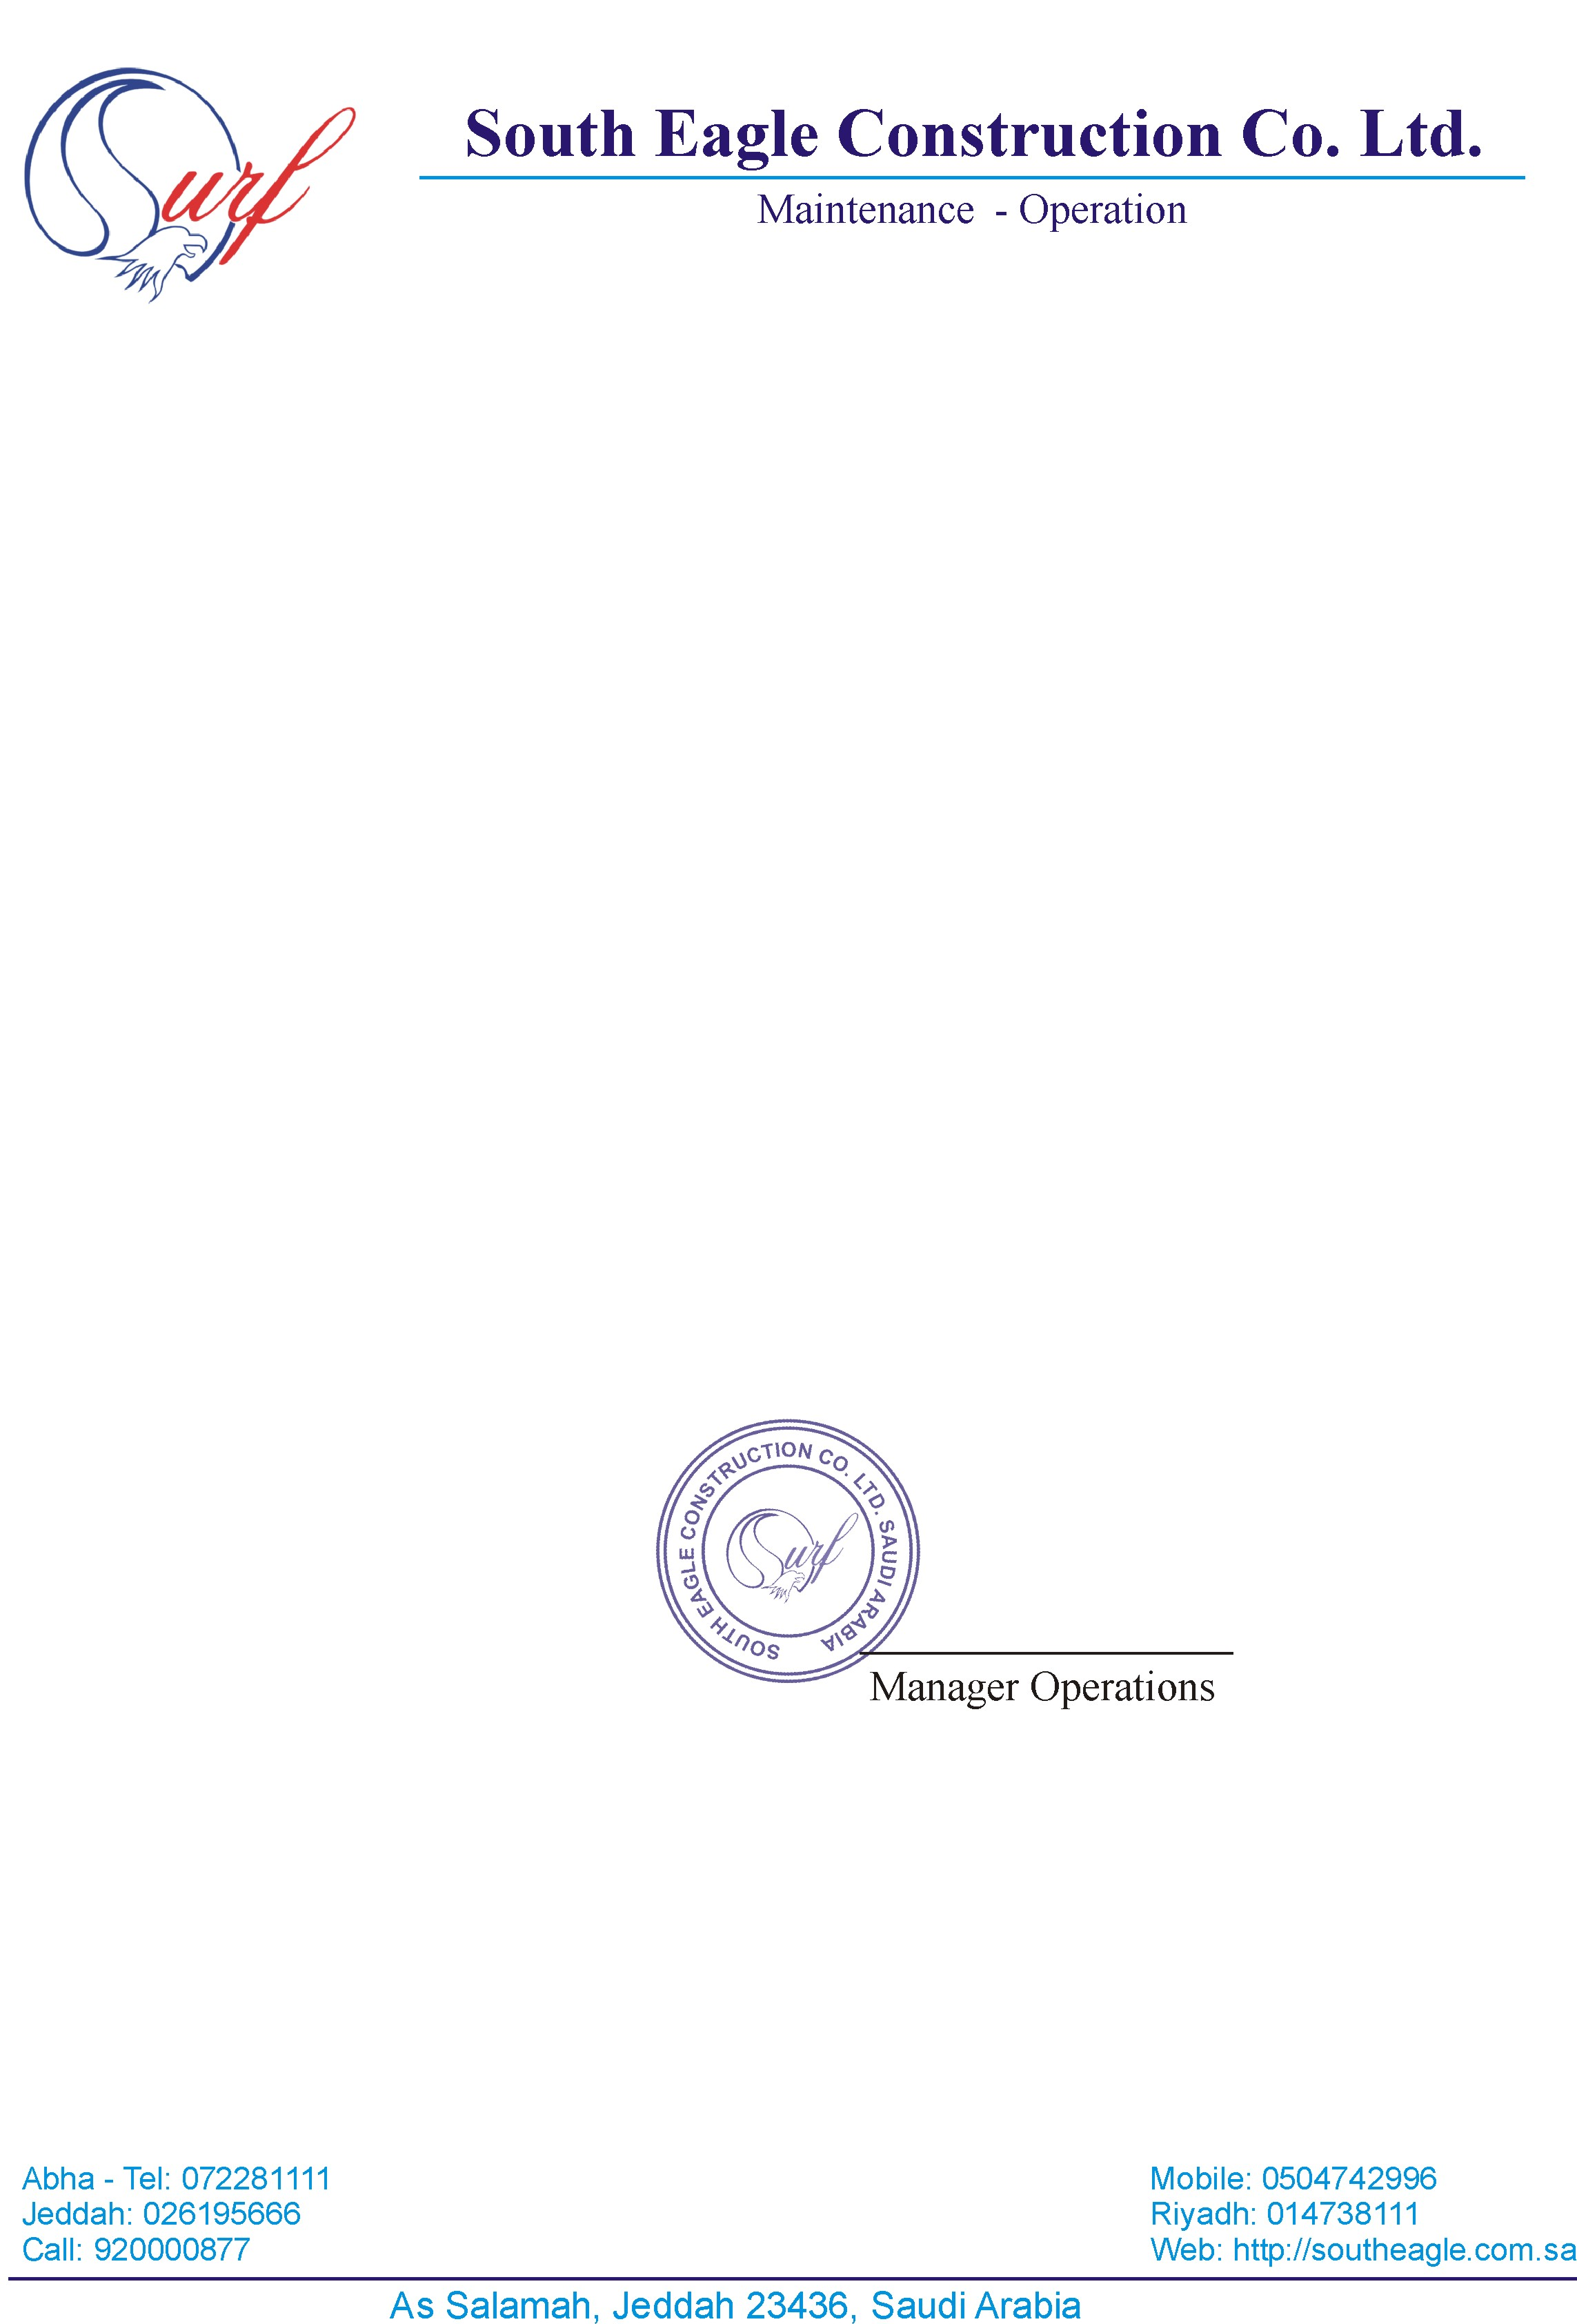 Surf
South Eagle Construction Co. Ltd.
Maintenance - Operation
SOUTH EAGLE CONSTRUCTION CO. LTD. SAUDI ARABIA
Surf
Manager Operations
Abha - Tel: 072281111
Jeddah: 026195666
Call: 920000877
Mobile: 0504742996
Riyadh: 014738111
Web: http://southeagle.com.sa
As Salamah, Jeddah 23436, Saudi Arabia